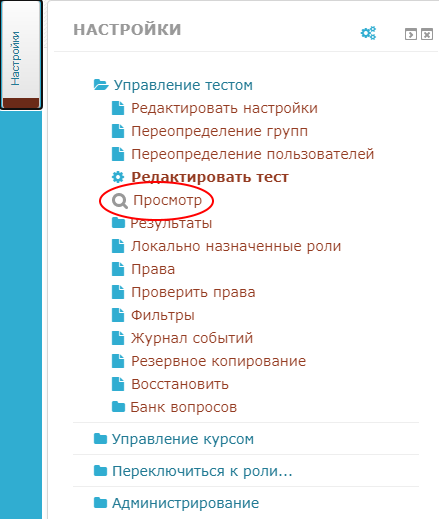 Настройки
НАСТРОЙКИ
Управление тестом
Редактировать настройки
Переопределение групп
Переопределение пользователей
Редактировать тест
Просмотр
Результаты
Локально назначенные роли
Права
Проверить права
Фильтры
Журнал событий
Резервное копирование
Восстановить
Банк вопросов
Управление курсом
Переключиться к роли...
Администрирование